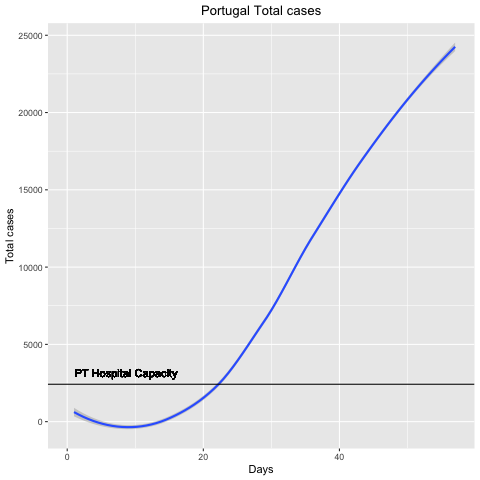 Portugal Total cases
25000
20000
15000
10000
5000
0
Total cases
PT Hospital Capacity
0 20 40
Days